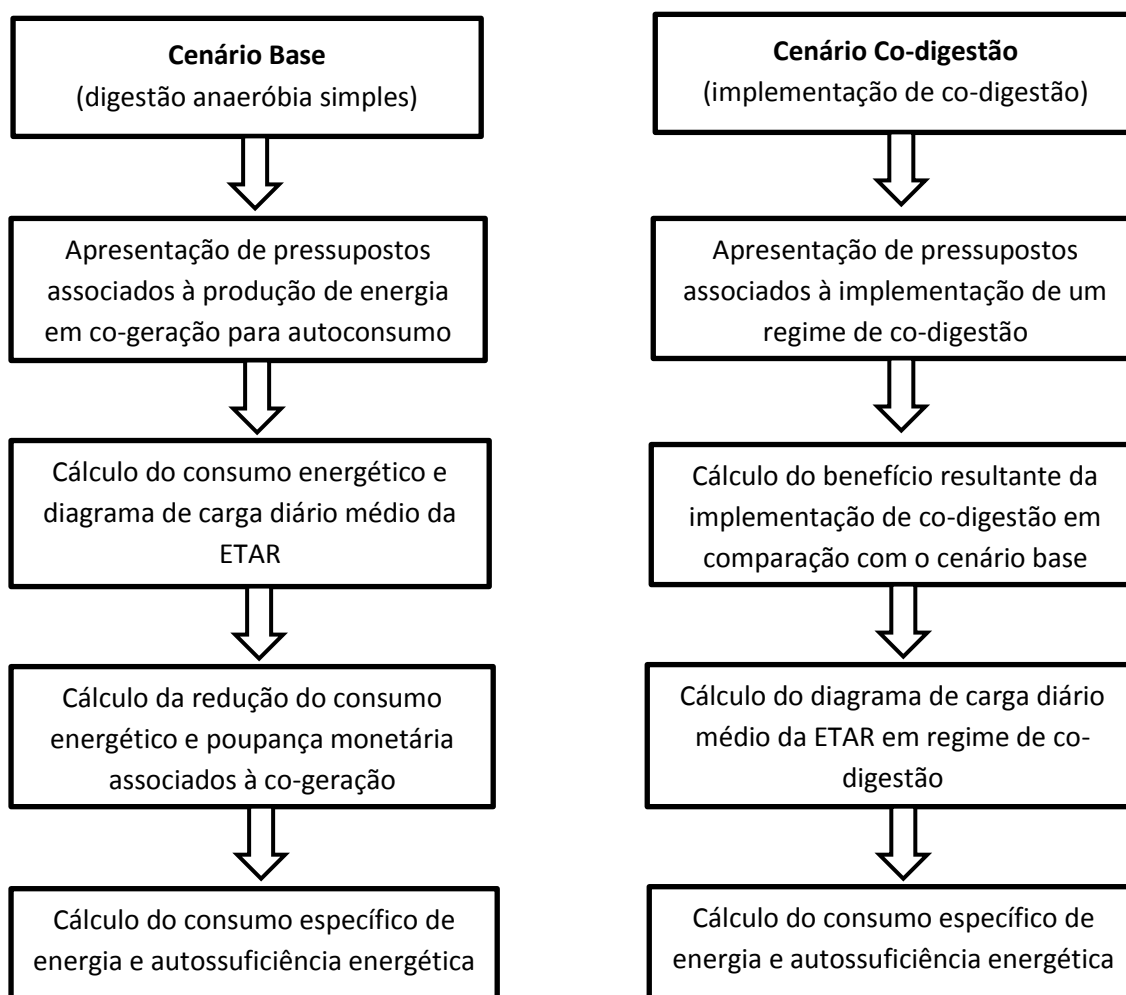 Cenário Base
(digestão anaeróbia simples)
Apresentação de pressupostos
associados à produção de energia
em co-geração para autoconsumo
Cálculo do consumo energético e
diagrama de carga diário médio da
ETAR
Cálculo da redução do consumo
energético e poupança monetária
associados à co-geração
Cálculo do consumo específico de
energia e autossuficiência energética
Cenário Co-digestão
(implementação de co-digestão)
Apresentação de pressupostos
associados à implementação de um
regime de co-digestão
Cálculo do benefício resultante da
implementação de co-digestão em
comparação com o cenário base
Cálculo do diagrama de carga diário
médio da ETAR em regime de co-
digestão
Cálculo do consumo específico de
energia e autossuficiência energética